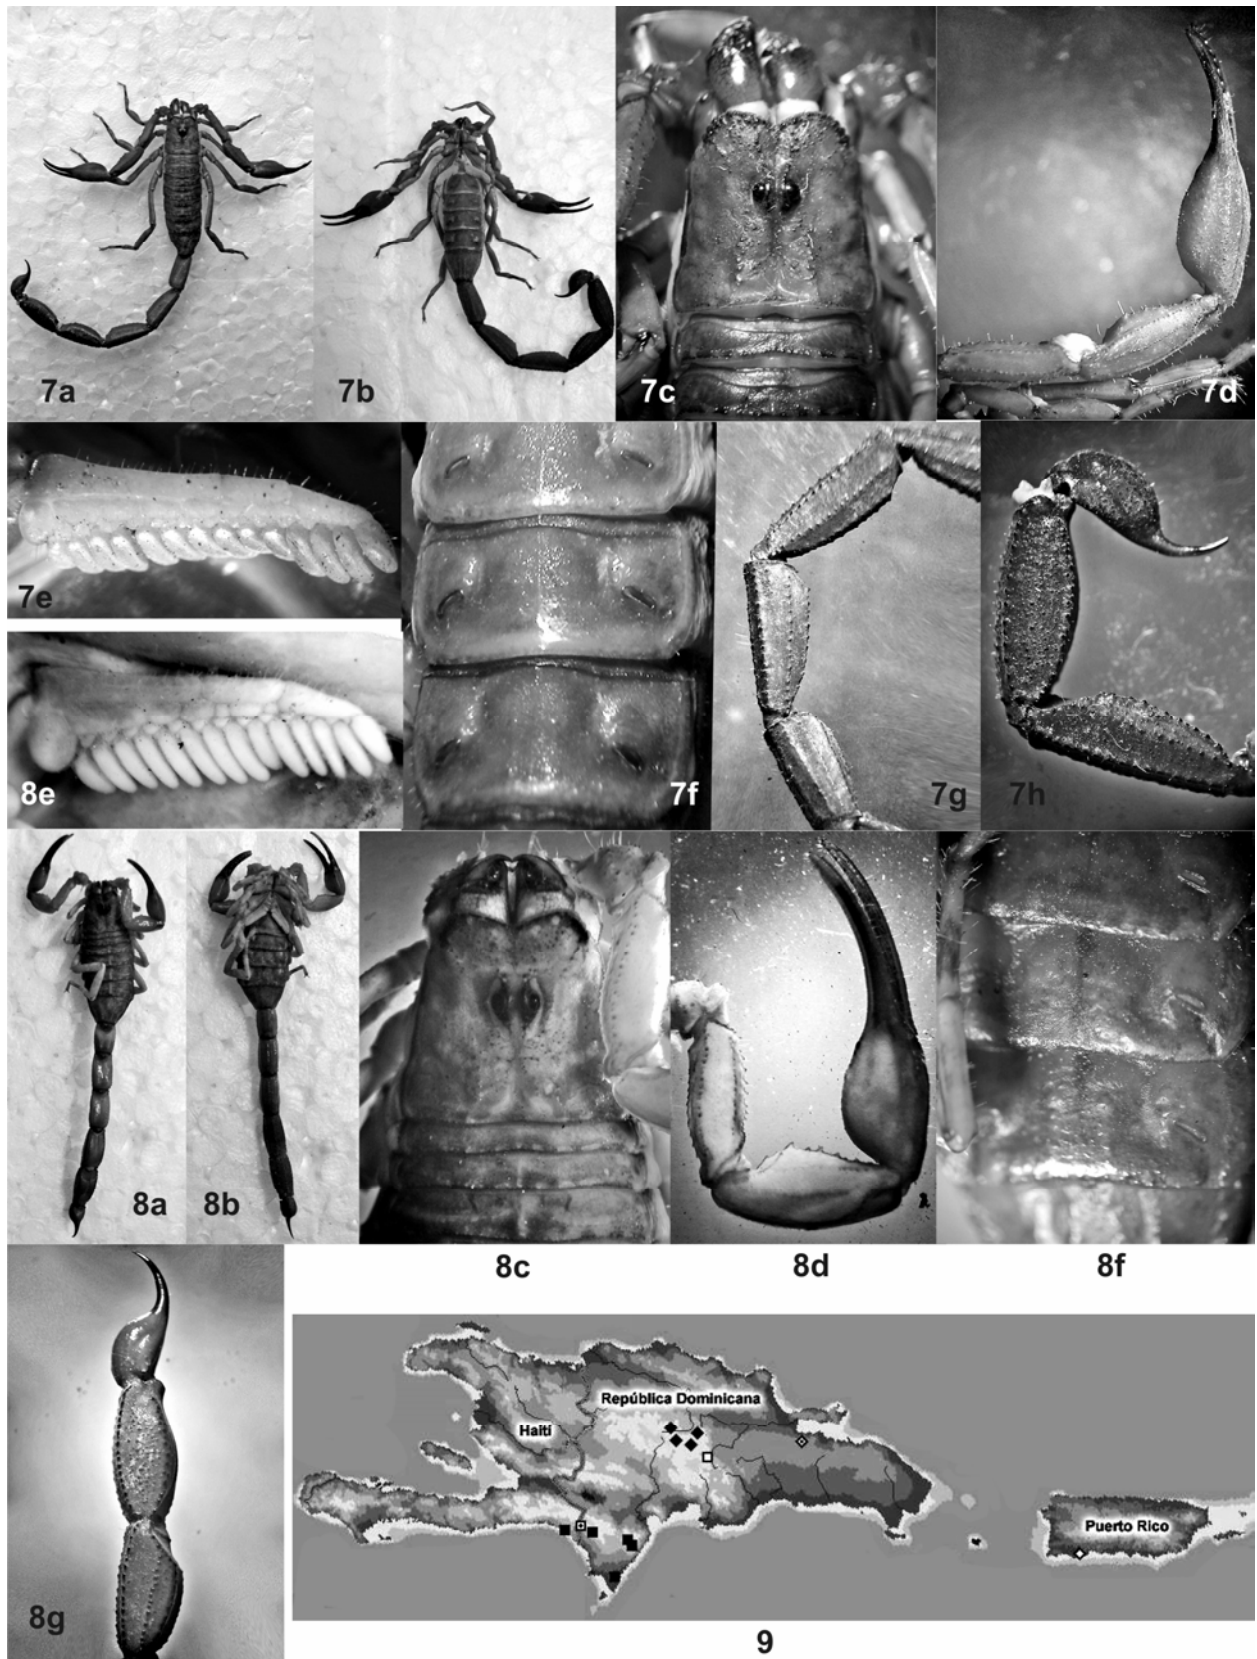 7a
7b
7c
7d
7e
8e
7f
7g
7h
8a
8b
8c
8d
8f
8g
República Dominicana
Haití
Puerto Rico
9